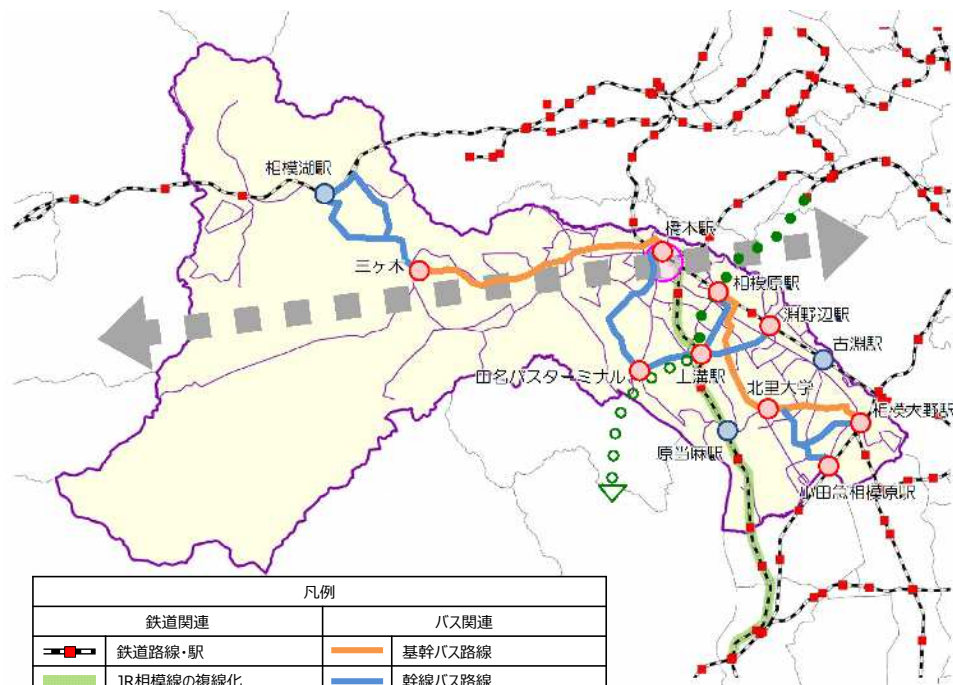 相模湖駅
橋本駅
三ヶ木
相模原駅
淵野辺駅
古淵駅
田名バスターミナル
上溝駅
北里大学
相模大野駅
原当麻駅
小田急相模原駅
凡例
鉄道関連
バス関連
鉄道路線・駅
基幹バス路線
JR相模線の複線化
幹線バス路線